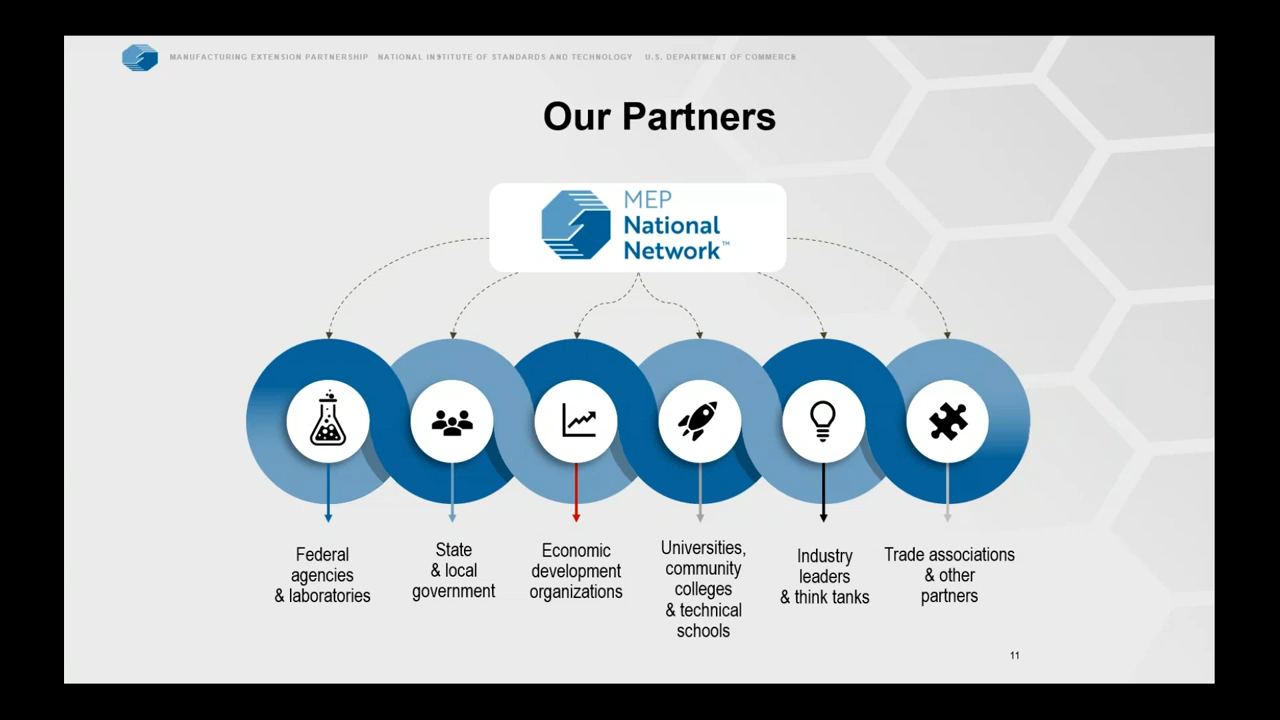 MANUFACTURING EXTENSION PARTNERSHIP NATIONAL INSTITUTE OF STANDARDS AND TECHNOLOGY U.S. DEPARTMENT OF COMMERCE
Our Partners
MEP
National
Network™
Federal
agencies
& laboratories
State
& local
government
Economic
development
organizations
Universities,
community
colleges
& technical
schools
Industry
leaders
& think tanks
Trade associations
& other
partners
11